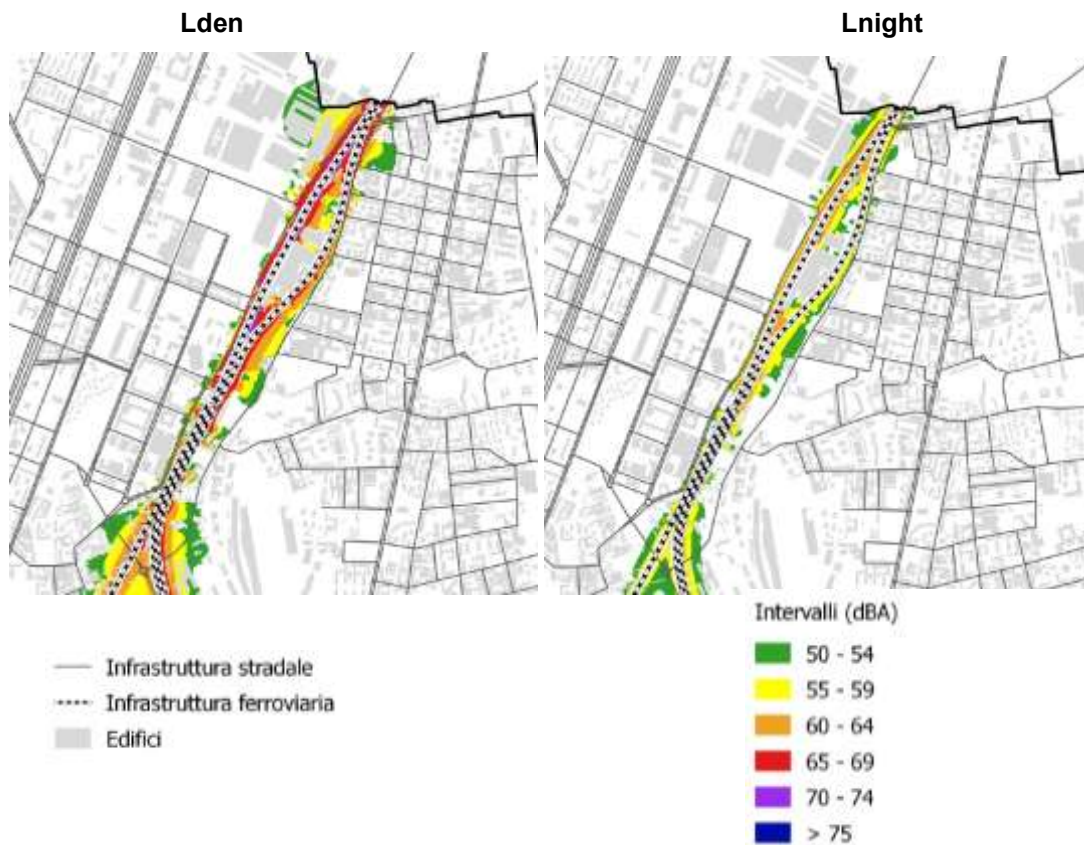 Lden
Lnight
Infrastruttura stradale
Infrastruttura ferroviaria
Edifici
Intervalli (dBA)
50 - 54
55 - 59
60 - 64
65 - 69
70 - 74
> 75